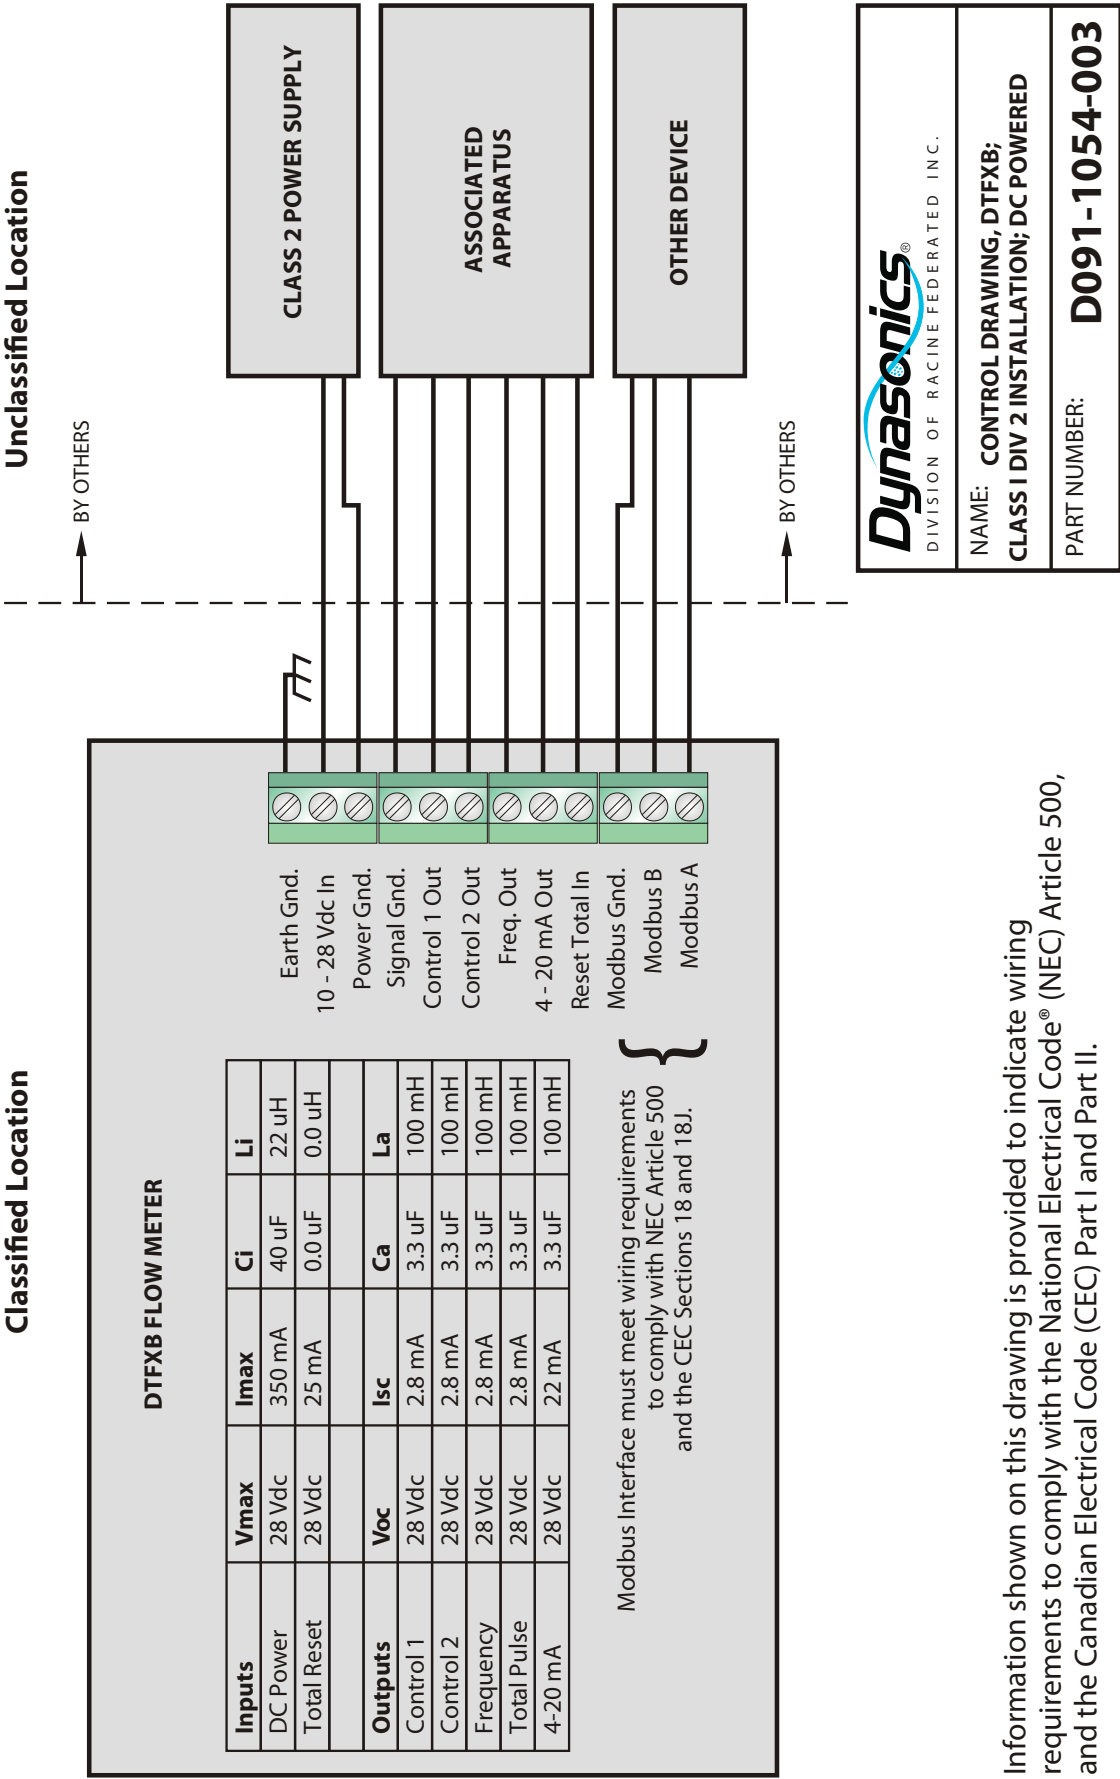 Classified Location
Unclassified Location
BY OTHERS
DTFXB FLOW METER
Inputs Vmax Imax Ci Li
DC Power 28 Vdc 350 mA 40 uF 22 uH
Total Reset 28 Vdc 25 mA 0.0 uF 0.0 uH
Outputs Voc Isc Ca La
Control 1 28 Vdc 2.8 mA 3.3 uF 100 mH
Control 2 28 Vdc 2.8 mA 3.3 uF 100 mH
Frequency 28 Vdc 2.8 mA 3.3 uF 100 mH
Total Pulse 28 Vdc 2.8 mA 3.3 uF 100 mH
4-20 mA 28 Vdc 22 mA 3.3 uF 100 mH
Modbus Interface must meet wiring requirements
to comply with NEC Article 500
and the CEC Sections 18 and 18J.
{
Earth Gnd.
10 - 28 Vdc In
Power Gnd.
Signal Gnd.
Control 1 Out
Control 2 Out
Freq. Out
4 - 20 mA Out
Reset Total In
Modbus Gnd.
Modbus B
Modbus A
CLASS 2 POWER SUPPLY
ASSOCIATED
APPARATUS
OTHER DEVICE
BY OTHERS
Information shown on this drawing is provided to indicate wiring
requirements to comply with the National Electrical Code® (NEC) Article 500,
and the Canadian Electrical Code (CEC) Part I and Part II.
Dynasonics®
DIVISION OF RACINE FEDERATED INC.
NAME: CONTROL DRAWING, DTFXB;
CLASS I DIV 2 INSTALLATION; DC POWERED
PART NUMBER: D091-1054-003